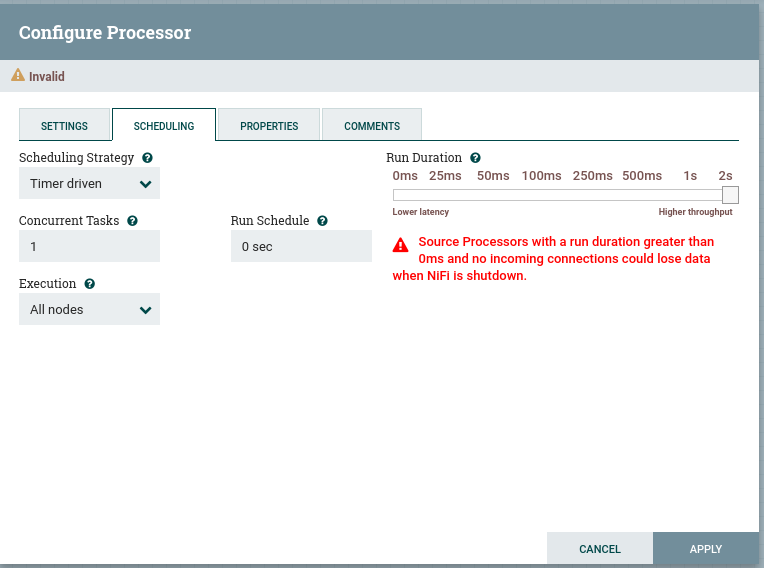 Configure Processor
Invalid
SETTINGS SCHEDULING PROPERTIES COMMENTS
Scheduling Strategy
Timer driven
Concurrent Tasks Run Schedule
1 0 sec
Execution
All nodes
Run Duration
0ms 25ms 50ms 100ms 250ms 500ms 1s 2s
Lower latency Higher throughput
Source Processors with a run duration greater than
0ms and no incoming connections could lose data
when NiFi is shutdown.
CANCEL APPLY